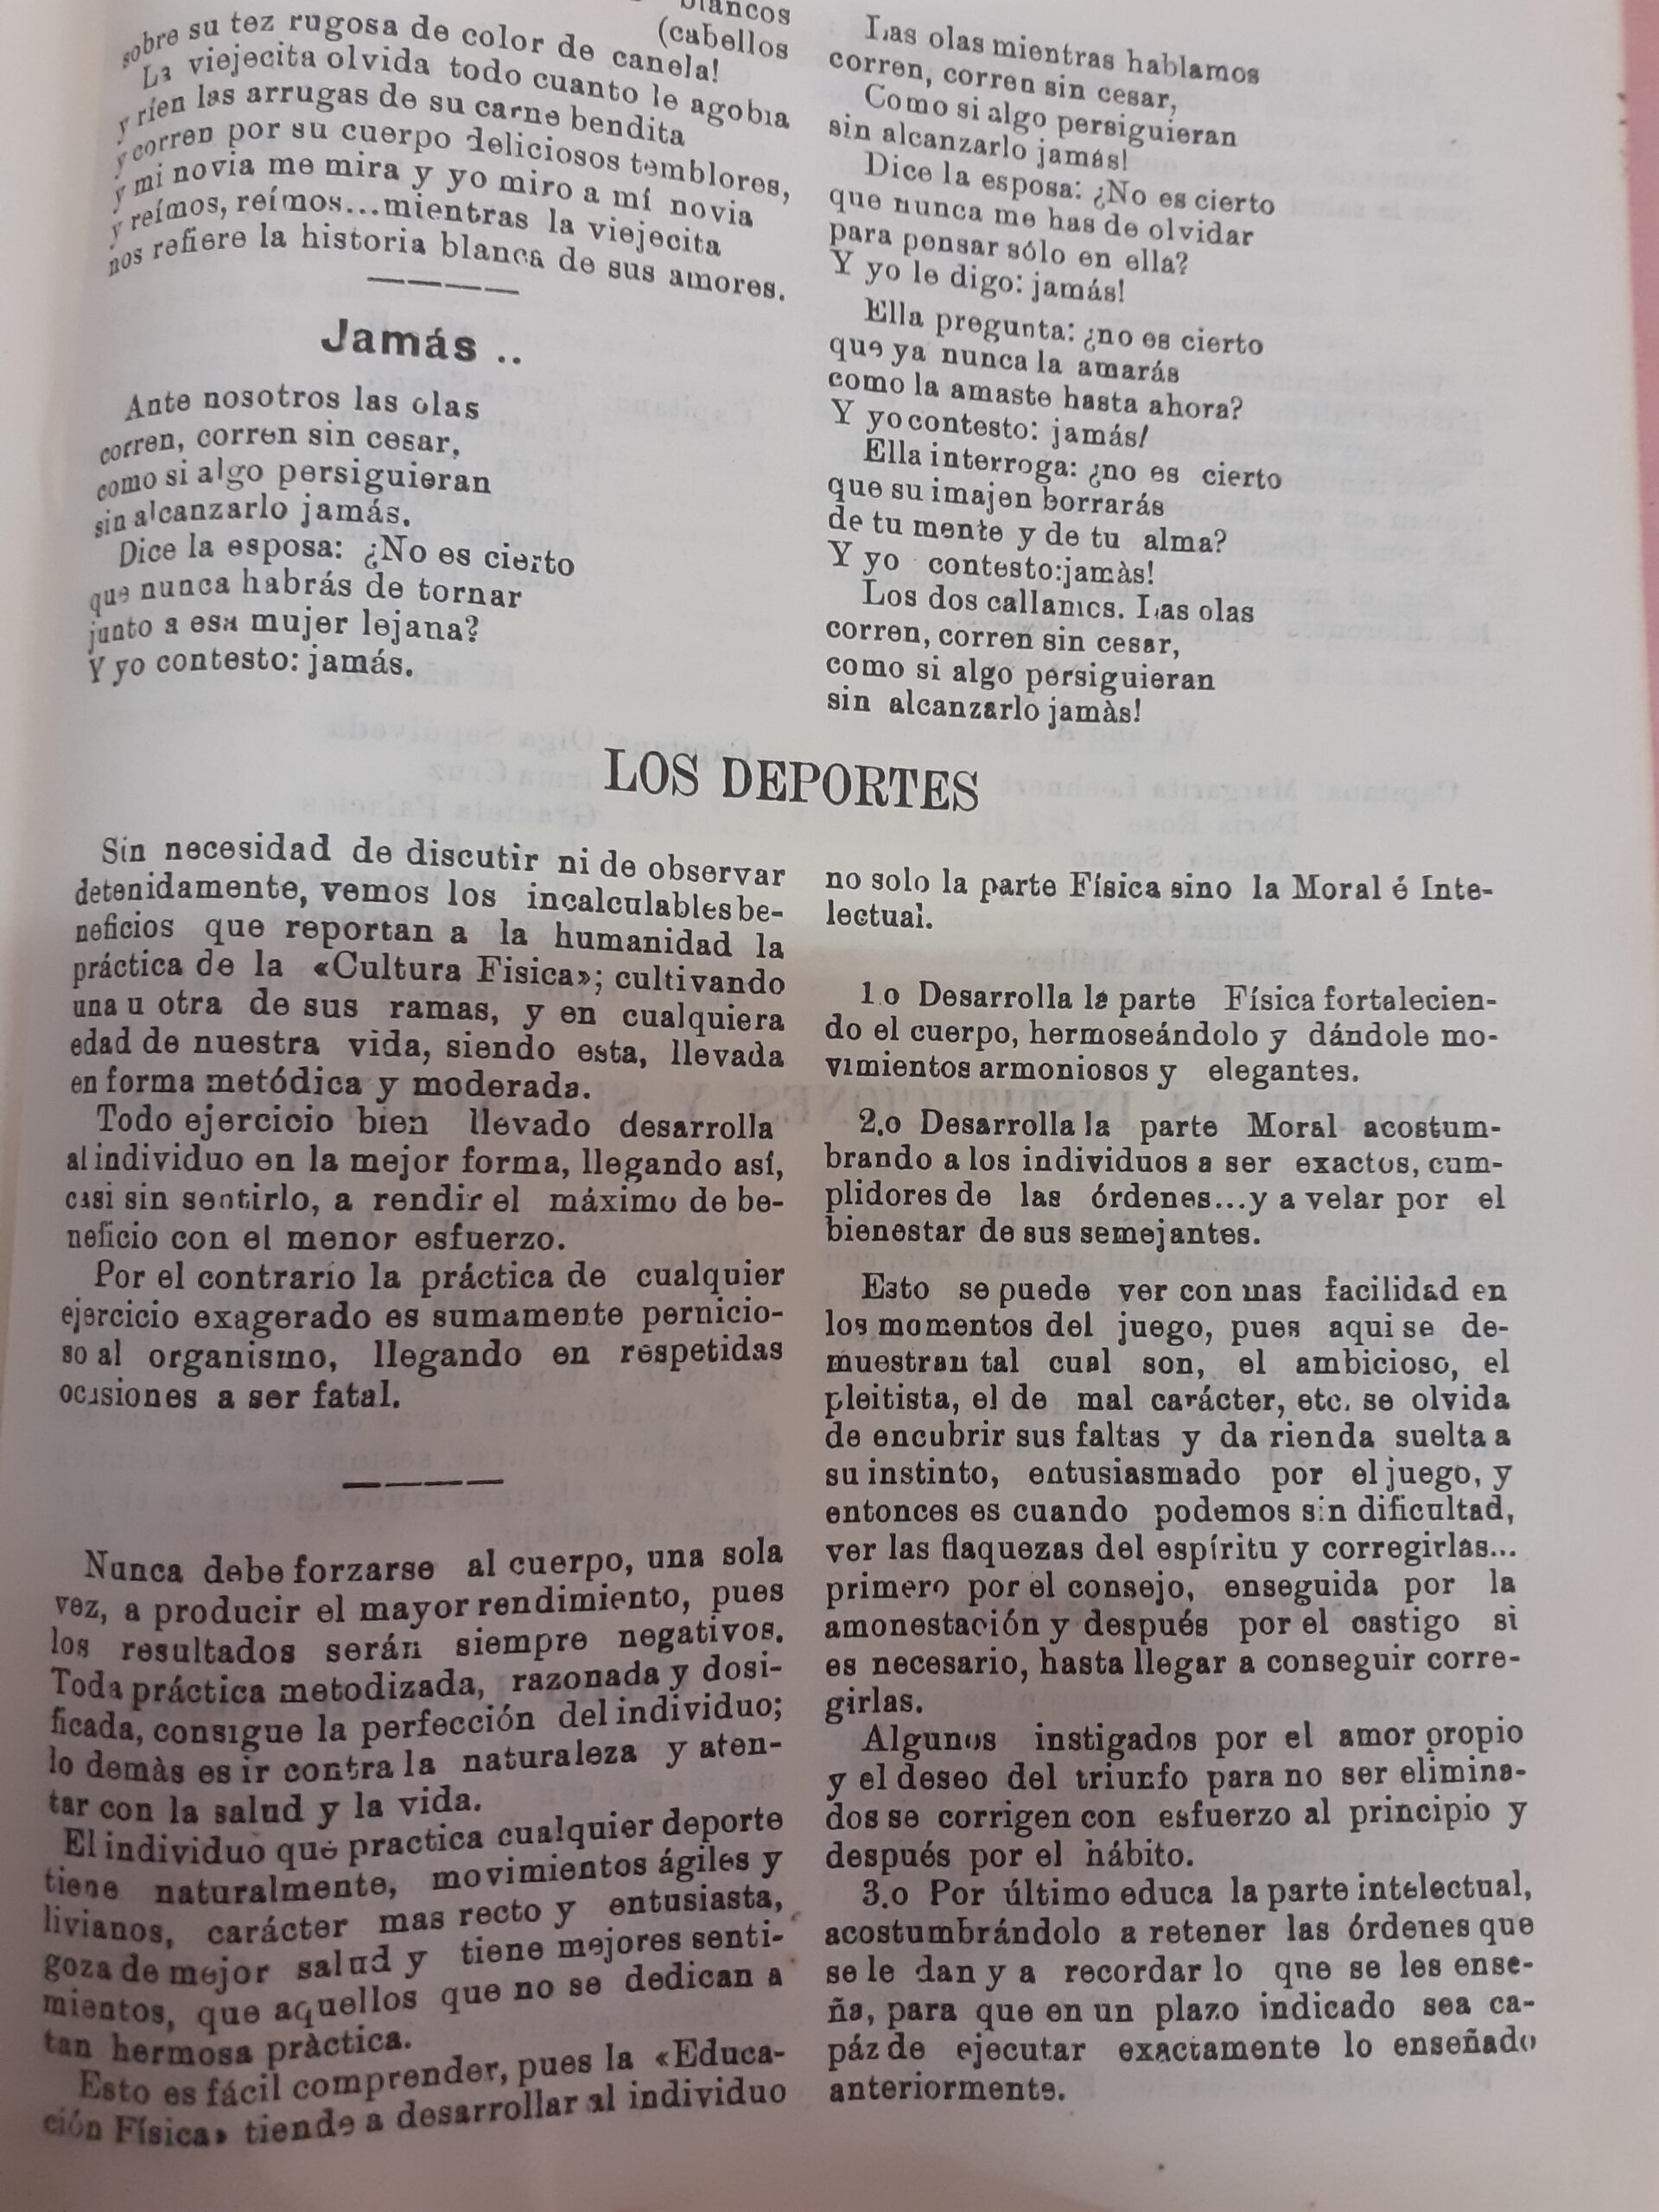 blancos
(cabellos
sobre su tez rugosa de color de canela!
La viejecita olvida todo cuanto le agobia
y ríen las arrugas de su carne bendita
y corren por su cuerpo deliciosos temblores,
y mi novia me mira y yo miro a mí novia
y reímos, reímos...mientras la viejecita
nos refiere la historia blanca de sus amores.
Jamás ..
Ante nosotros las olas
corren, corren sin cesar,
como si algo persiguieran
sin alcanzarlo jamás.
Dice la esposa: ¿No es cierto
que nunca habrás de tornar
junto a esa mujer lejana?
Y yo contesto: jamás.
Las olas mientras hablamos
corren, corren sin cesar,
Como si algo persiguieran
sin alcanzarlo jamás!
Dice la esposa: ¿No es cierto
que nunca me has de olvidar
para pensar sólo en ella?
Y yo le digo: jamás!
Ella pregunta: ¿no es cierto
que ya nunca la amarás
como la amaste hasta ahora?
Y yo contesto: jamás!
Ella interroga: ¿no es cierto
que su imajen borrarás
de tu mente y de tu alma?
Y yo contesto:jamàs!
Los dos callamos. Las olas
corren, corren sin cesar,
como si algo persiguieran
sin alcanzarlo jamàs!
LOS DEPORTES
Sin necesidad de discutir ni de observar
detenidamente, vemos los incalculables be-
neficios que reportan a la humanidad la
práctica de la «Cultura Fisica»; cultivando
una u otra de sus ramas, y en cualquiera
edad de nuestra vida, siendo esta, llevada
en forma metódica y moderada.
Todo ejercicio bien llevado desarrolla
al individuo en la mejor forma, llegando así,
casi sin sentirlo, a rendir el máximo de be-
neficio con el menor esfuerzo.
Por el contrario la práctica de cualquier
ejercicio exagerado es sumamente pernicio-
so al organismo, llegando en respetidas
ocasiones a ser fatal.
Nunca debe forzarse al cuerpo, una sola
vez, a producir el mayor rendimiento, pues
los resultados serán siempre negativos.
Toda práctica metodizada, razonada y dosi-
ficada, consigue la perfección del individuo;
lo demàs es ir contra la naturaleza y aten-
tar con la salud y la vida.
El individuo que practica cualquier deporte
tiene naturalmente, movimientos ágiles y
livianos, carácter mas recto y entusiasta,
goza de mejor salud y tiene mejores senti-
mientos, que aquellos que no se dedican a
tan hermosa pràctica.
Esto es fácil comprender, pues la «Educa-
ción Física» tiende a desarrollar al individuo
no solo la parte Física sino la Moral é Inte-
lectual.
1.o Desarrolla la parte Física fortalecien-
do el cuerpo, hermoseándolo y dándole mo-
vimientos armoniosos y elegantes.
2.o Desarrolla la parte Moral acostum-
brando a los individuos a ser exactos, cum-
plidores de las órdenes...y a velar por el
bienestar de sus semejantes.
Esto se puede ver con mas facilidad en
los momentos del juego, pues aqui se de-
muestran tal cual son, el ambicioso, el
pleitista, el de mal carácter, etc. se olvida
de encubrir sus faltas y da rienda suelta a
su instinto, entusiasmado por el juego, y
entonces es cuando podemos sin dificultad,
ver las flaquezas del espíritu y corregirlas...
primero por el consejo, enseguida por la
amonestación y después por el castigo si
es necesario, hasta llegar a conseguir corre-
girlas.
Algunos instigados por el amor propio
y el deseo del triunfo para no ser elimina-
dos se corrigen con esfuerzo al principio y
después por el hábito.
3.o Por último educa la parte intelectual,
acostumbrándolo a retener las órdenes que
se le dan y a recordar lo que se les ense-
ña, para que en un plazo indicado sea ca-
páz de ejecutar exactamente lo enseñado
anteriormente.